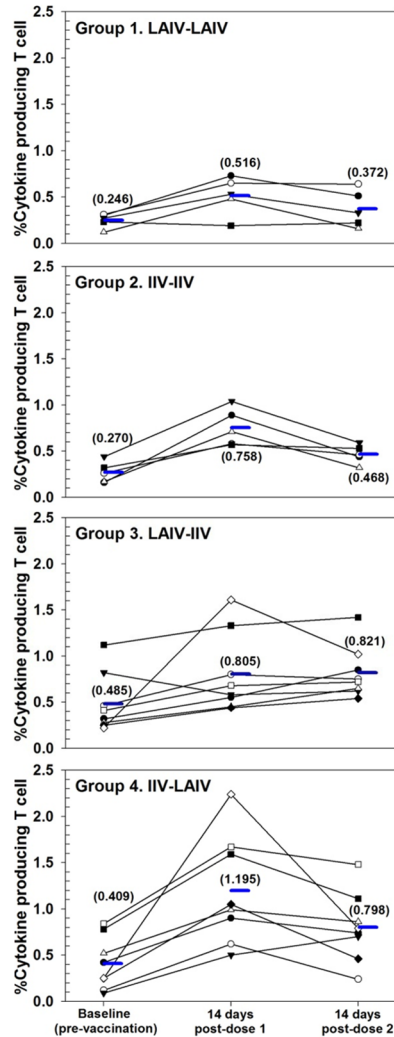 2.5
Group 1. LAIV-LAIV
2.0
1.5
1.0
(0.516)
(0.372)
(0.246)
0.5
0.0
%Cytokine producing T cell
2.5
Group 2. IIV-IIV
2.0
1.5
1.0
(0.270)
0.5
(0.758)
(0.468)
0.0
%Cytokine producing T cell
2.5
Group 3. LAIV-IIV
2.0
1.5
(0.821)
1.0
(0.805)
(0.485)
0.5
0.0
%Cytokine producing T cell
2.5
Group 4. IIV-LAIV
2.0
1.5
(1.195)
(0.409)
1.0
(0.798)
0.5
0.0
%Cytokine producing T cell
Baseline
(pre-vaccination)
14 days
post-dose 1
14 days
post-dose 2